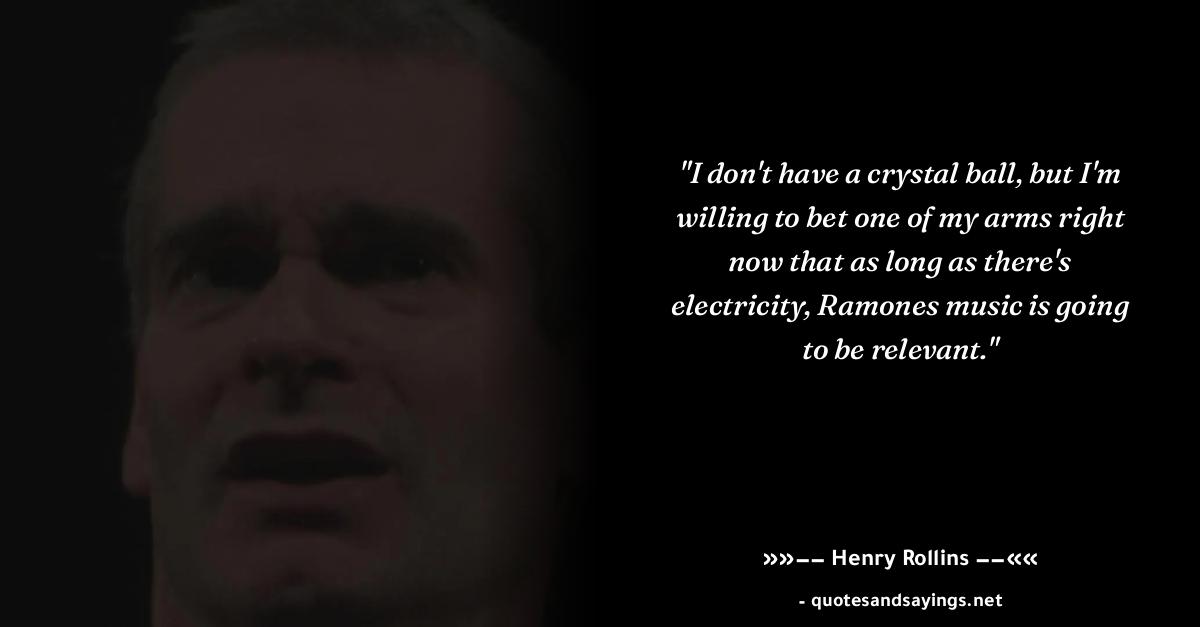 "I don't have a crystal ball, but I'm
willing to bet one of my arms right
now that as long as there's
electricity, Ramones music is going
to be relevant."
»»–– Henry Rollins ––««
- quotesandsayings.net